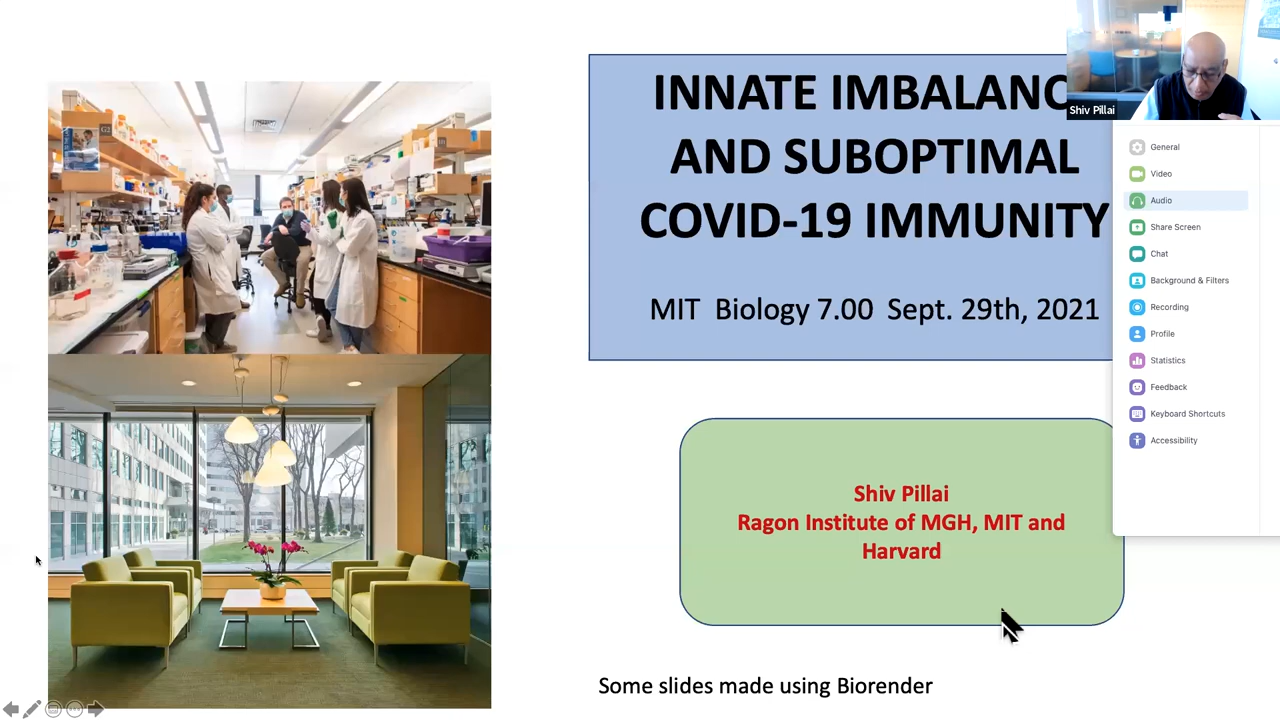 INNATE IMBALANC
AND SUBOPTIMAL
COVID-19 IMMUNITY
MIT Biology 7.00 Sept. 29th, 2021
Shiv Pillai
Ragon Institute of MGH, MIT and
Harvard
Some slides made using Biorender
Shiv Pillai
General
Video
Audio
Share Screen
Chat
Background & Filters
Recording
Profile
Statistics
Feedback
Keyboard Shortcuts
Accessibility
G2